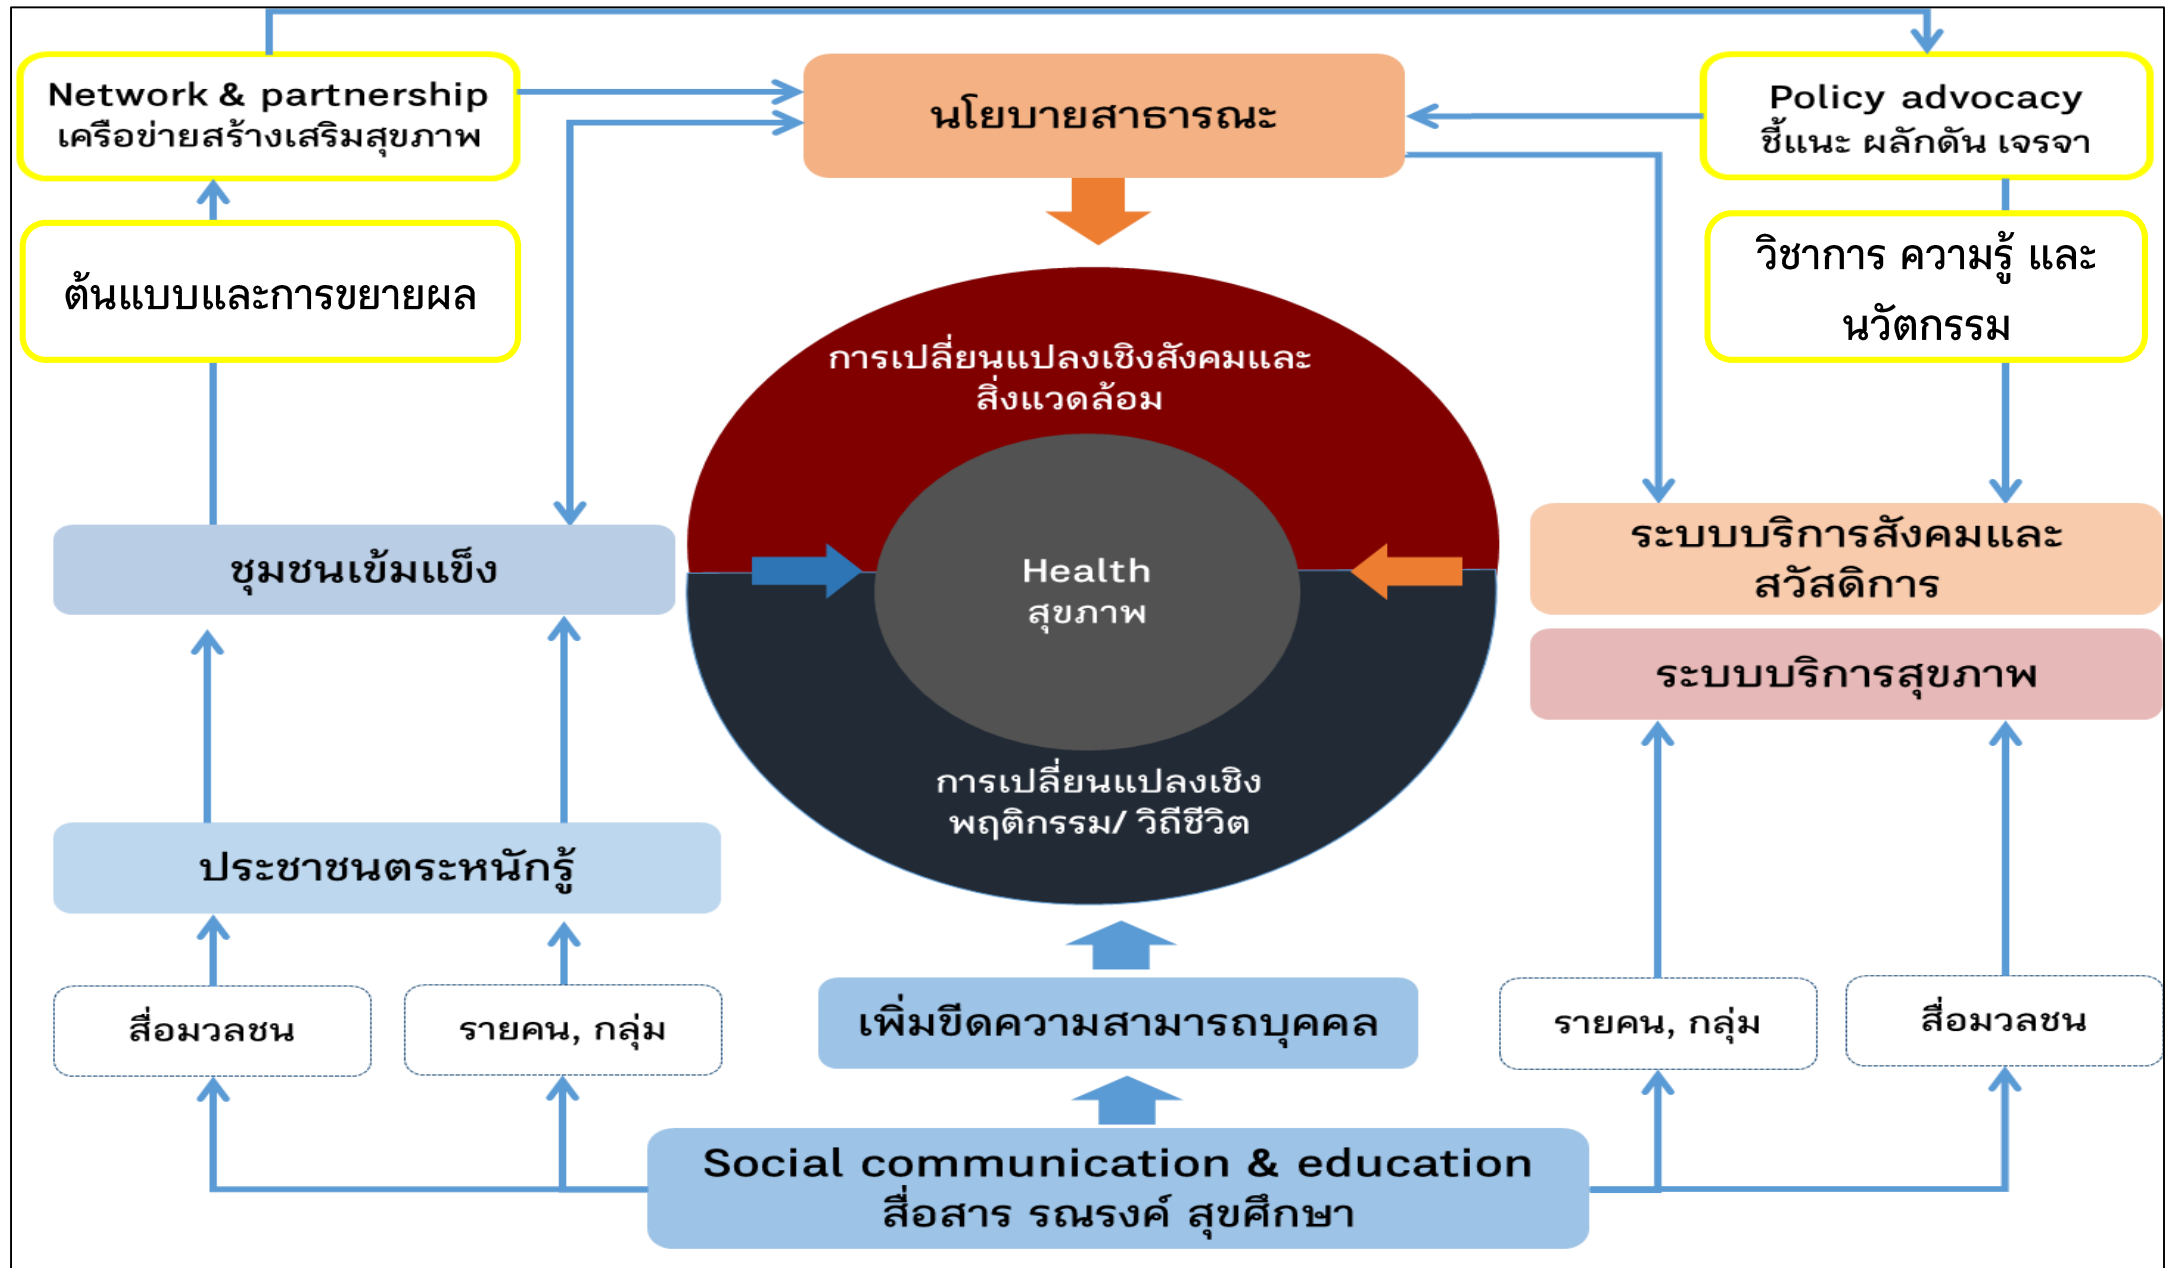 Network & partnership
เครือข่ายสร้างเสริมสุขภาพ
นโยบายสาธารณะ
Policy advocacy
ชี้แนะ ผลักดัน เจรจา
ต้นแบบและการขยายผล
วิชาการ ความรู้ และ
นวัตกรรม
การเปลี่ยนแปลงเชิงสังคมและ
สิ่งแวดล้อม
ชุมชนเข้มแข็ง
Health
สุขภาพ
ระบบบริการสังคมและ
สวัสดิการ
ระบบบริการสุขภาพ
การเปลี่ยนแปลงเชิง
พฤติกรรม/ วิถีชีวิต
ประชาชนตระหนักรู้
สื่อมวลชน
รายคน, กลุ่ม
เพิ่มขีดความสามารถบุคคล
รายคน, กลุ่ม
สื่อมวลชน
Social communication & education
สื่อสาร รณรงค์ สุขศึกษา